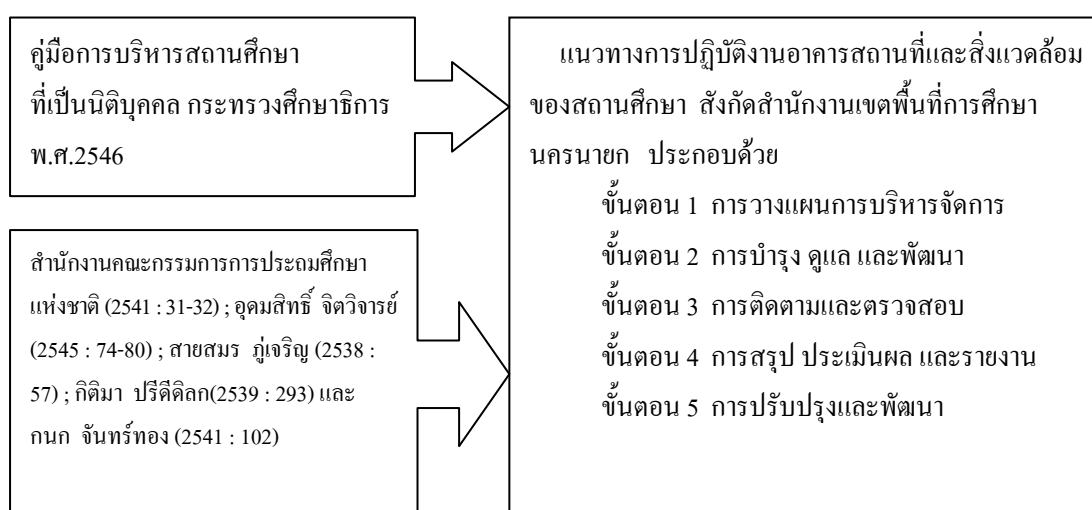 คู่มือการบริหารสถานศึกษา
ที่เป็นนิติบุคคล กระทรวงศึกษาธิการ
พ.ศ.2546
สำนักงานคณะกรรมการการประถมศึกษา
แห่งชาติ (2541 : 31-32) ; อุดมสิทธิ์ จิตวิจารย์
(2545 : 74-80) ; สายสมร ภู่เจริญ (2538 :
57) ; กิติมา ปรีดีดิลก(2539 : 293) และ
กนก จันทร์ทอง (2541 : 102)
แนวทางการปฏิบัติงานอาคารสถานที่และสิ่งแวดล้อม
ของสถานศึกษา สังกัดสำนักงานเขตพื้นที่การศึกษา
นครนายก ประกอบด้วย
ขั้นตอน 1 การวางแผนการบริหารจัดการ
ขั้นตอน 2 การบำรุง ดูแล และพัฒนา
ขั้นตอน 3 การติดตามและตรวจสอบ
ขั้นตอน 4 การสรุป ประเมินผล และรายงาน
ขั้นตอน 5 การปรับปรุงและพัฒนา